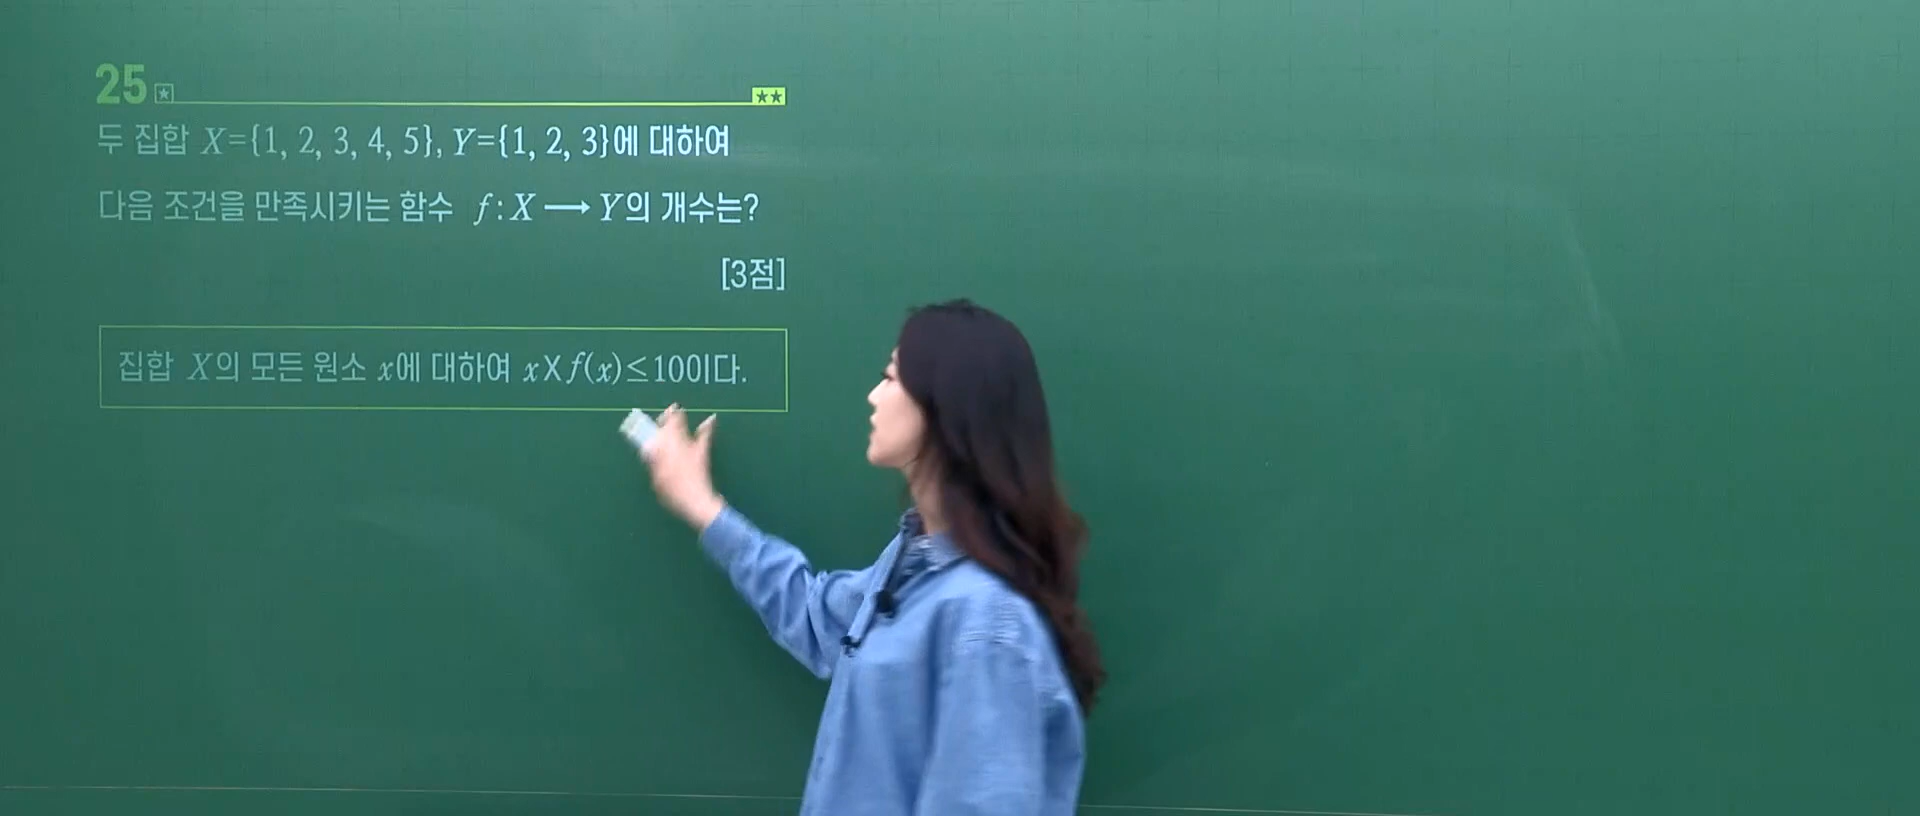 25
두 집합 X={1, 2, 3, 4, 5}, Y={1, 2, 3}에 대하여
다음 조건을 만족시키는 함수 f : X ⟶ Y의 개수는?
[3점]
집합 X의 모든 원소 x에 대하여 x×f(x)≤10이다.